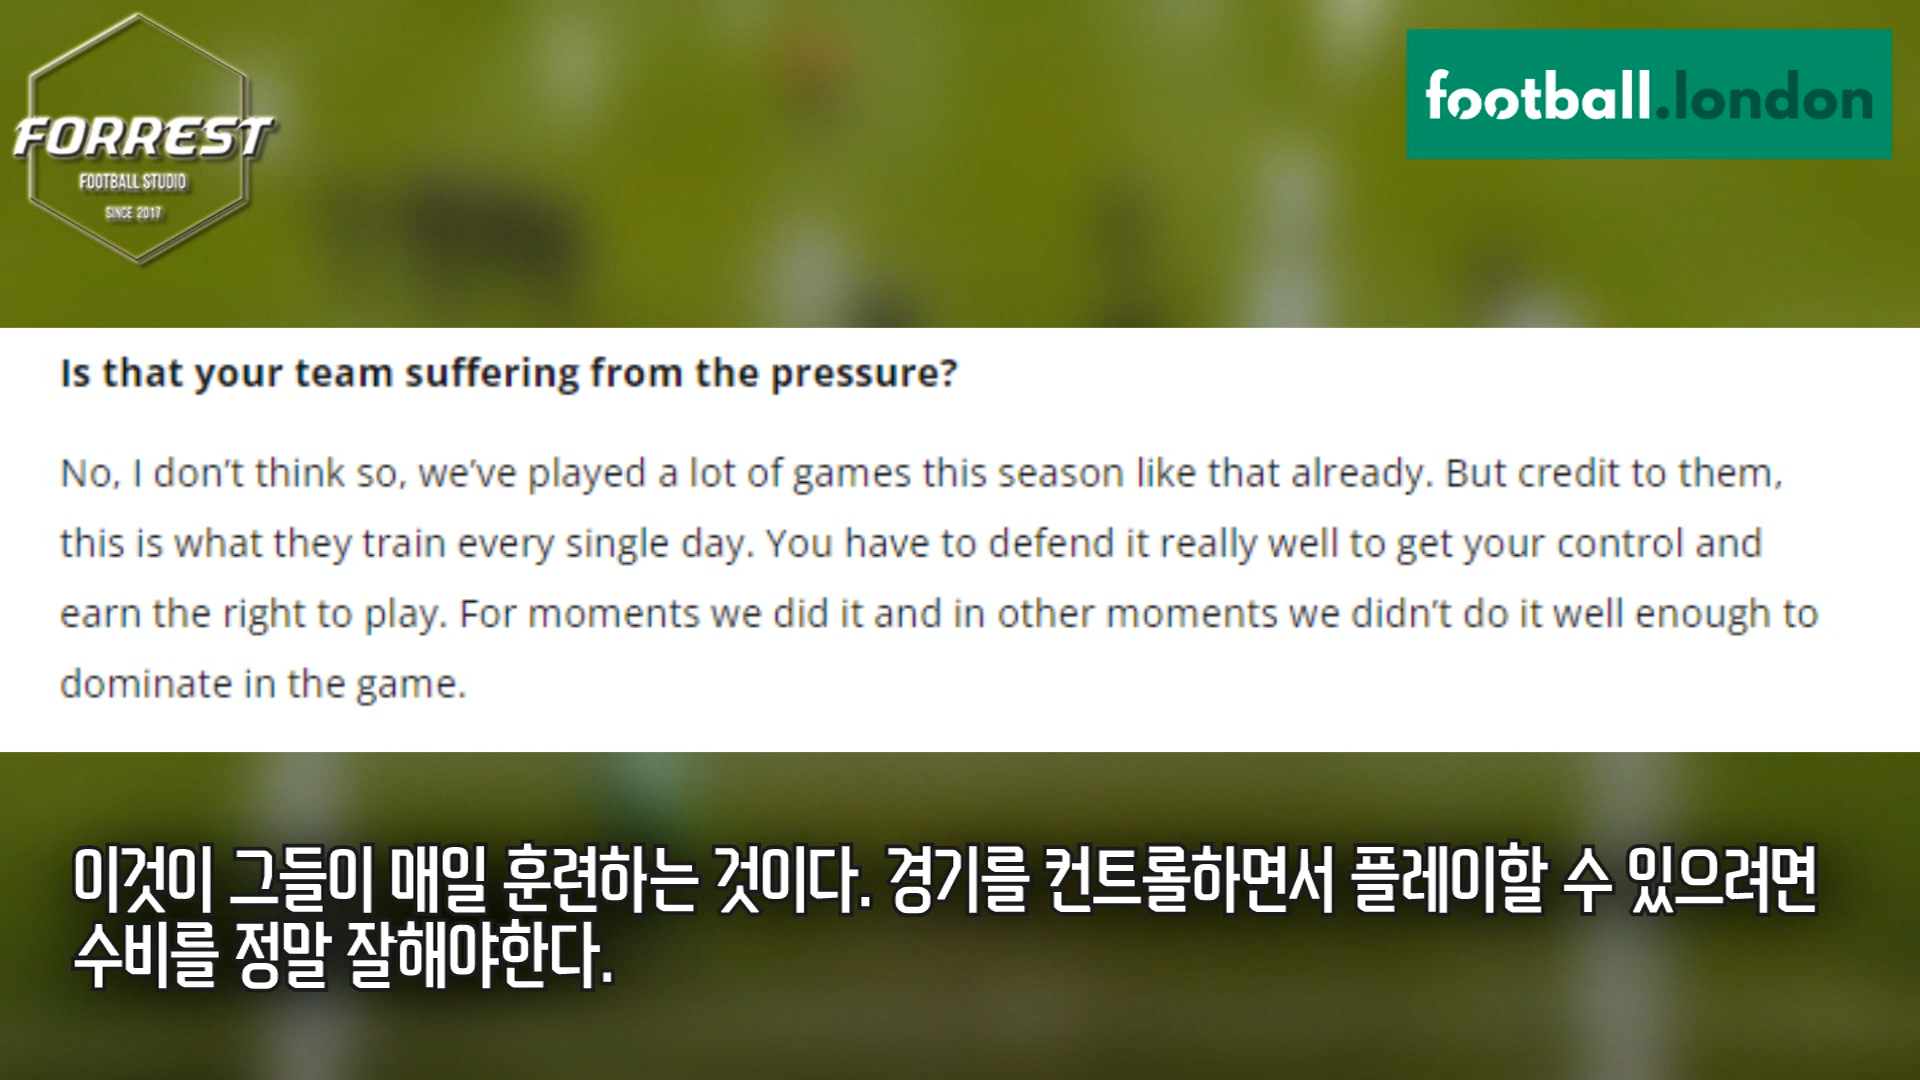 FORREST
FOOTBALL STUDIO
SINCE 2017
football.london
Is that your team suffering from the pressure?
No, I don’t think so, we’ve played a lot of games this season like that already. But credit to them,
this is what they train every single day. You have to defend it really well to get your control and
earn the right to play. For moments we did it and in other moments we didn’t do it well enough to
dominate in the game.
이것이 그들이 매일 훈련하는 것이다. 경기를 컨트롤하면서 플레이할 수 있으려면
수비를 정말 잘해야한다.